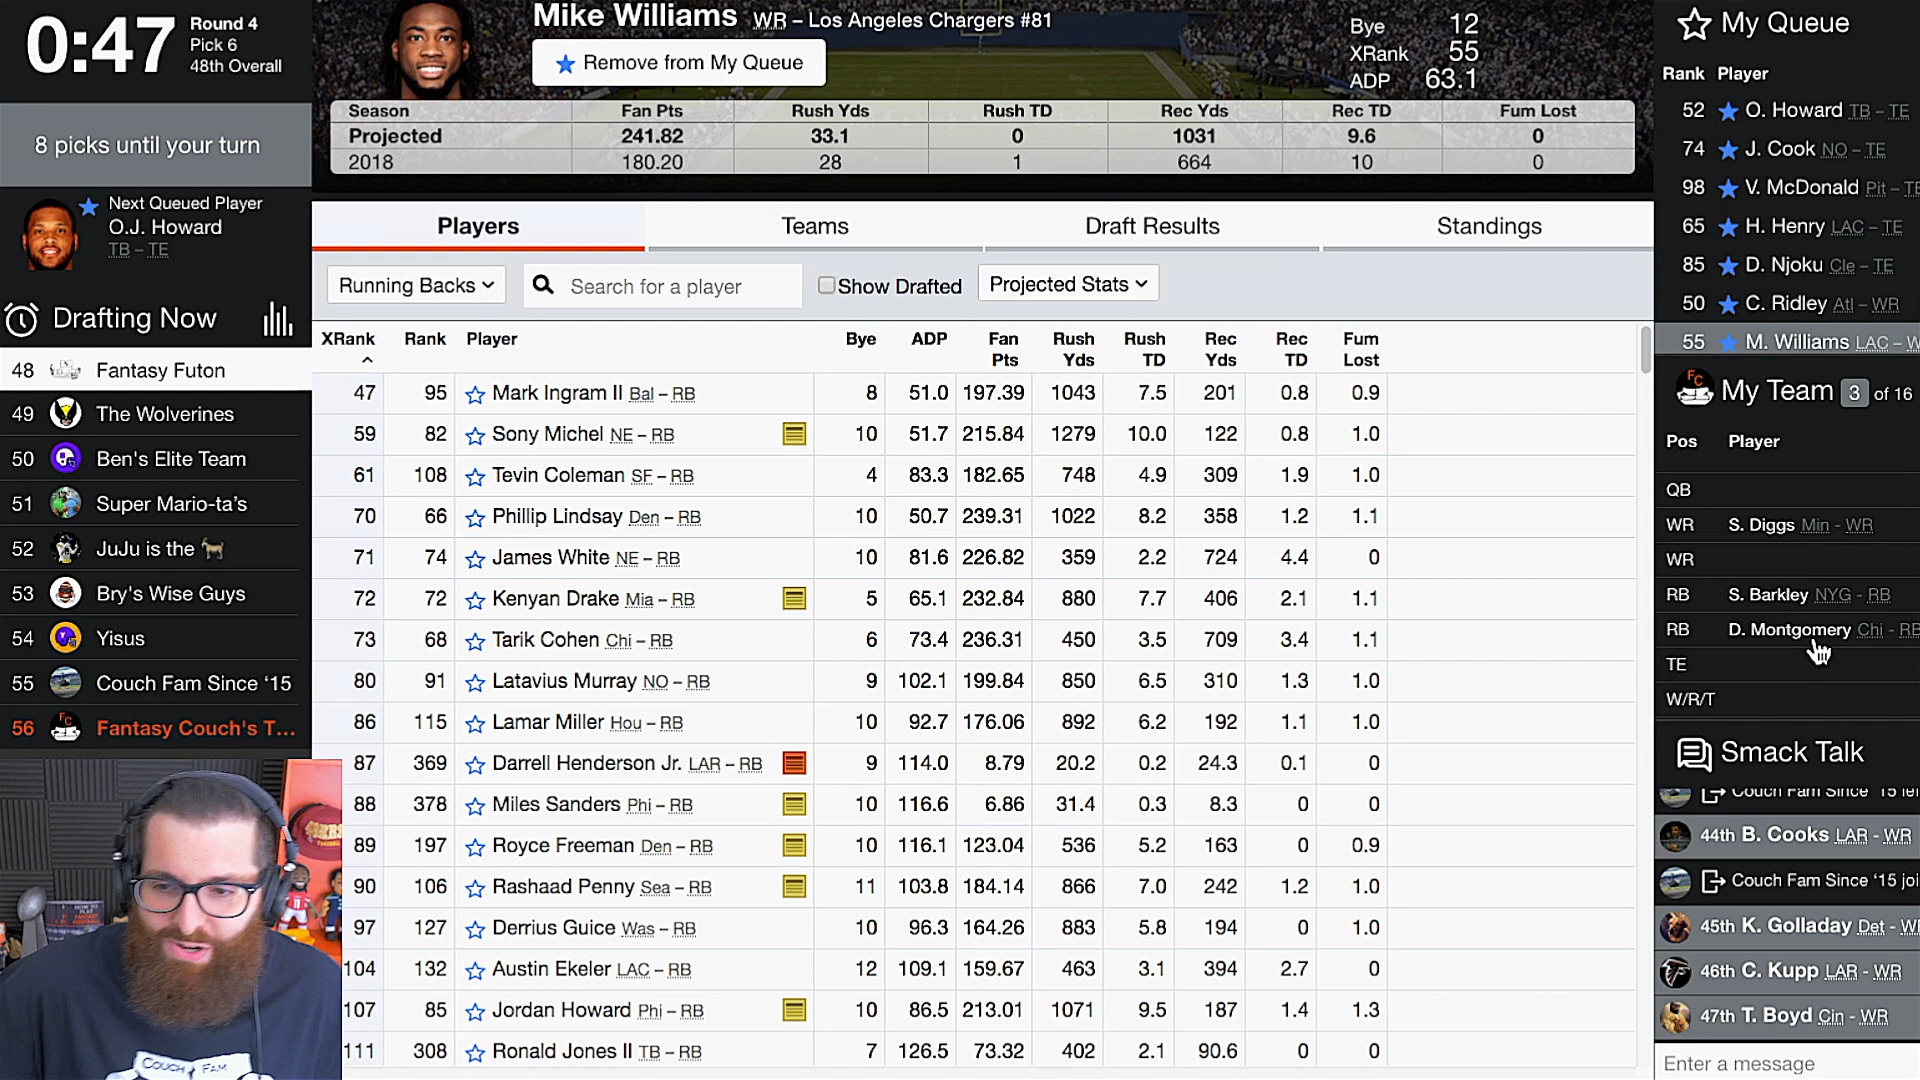 0:47
Round 4
Pick 6
48th Overall
8 picks until your turn
Next Queued Player
O.J. Howard
TB – TE
Drafting Now
48 Fantasy Futon
49 The Wolverines
50 Ben's Elite Team
51 Super Mario-ta's
52 JuJu is the
53 Bry's Wise Guys
54 Yisus
55 Couch Fam Since '15
56 FC Fantasy Couch's T...
Mike Williams WR – Los Angeles Chargers #81
Remove from My Queue
Bye 12
XRank 55
ADP 63.1
Season Fan Pts Rush Yds Rush TD Rec Yds Rec TD Fum Lost
Projected 241.82 33.1 0 1031 9.6 0
2018 180.20 28 1 664 10 0
Players Teams Draft Results Standings
Running Backs Search for a player Show Drafted Projected Stats
XRank Rank Player Bye ADP Fan Pts Rush Yds Rush TD Rec Yds Rec TD Fum Lost
47 95 Mark Ingram II Bal – RB 8 51.0 197.39 1043 7.5 201 0.8 0.9
59 82 Sony Michel NE – RB 10 51.7 215.84 1279 10.0 122 0.8 1.0
61 108 Tevin Coleman SF – RB 4 83.3 182.65 748 4.9 309 1.9 1.0
70 66 Phillip Lindsay Den – RB 10 50.7 239.31 1022 8.2 358 1.2 1.1
71 74 James White NE – RB 10 81.6 226.82 359 2.2 724 4.4 0
72 72 Kenyan Drake Mia – RB 5 65.1 232.84 880 7.7 406 2.1 1.1
73 68 Tarik Cohen Chi – RB 6 73.4 236.31 450 3.5 709 3.4 1.1
80 91 Latavius Murray NO – RB 9 102.1 199.84 850 6.5 310 1.3 1.0
86 115 Lamar Miller Hou – RB 10 92.7 176.06 892 6.2 192 1.1 1.0
87 369 Darrell Henderson Jr. LAR – RB 9 114.0 8.79 20.2 0.2 24.3 0.1 0
88 378 Miles Sanders Phi – RB 10 116.6 6.86 31.4 0.3 8.3 0 0
89 197 Royce Freeman Den – RB 10 116.1 123.04 536 5.2 163 0 0.9
90 106 Rashaad Penny Sea – RB 11 103.8 184.14 866 7.0 242 1.2 1.0
97 127 Derrius Guice Was – RB 10 96.3 164.26 883 5.8 194 0 1.0
104 132 Austin Ekeler LAC – RB 12 109.1 159.67 463 3.1 394 2.7 0
107 85 Jordan Howard Phi – RB 10 86.5 213.01 1071 9.5 187 1.4 1.3
111 308 Ronald Jones II TB – RB 7 126.5 73.32 402 2.1 90.6 0 0
My Queue
Rank Player
52 O. Howard TB – TE
74 J. Cook NO – TE
98 V. McDonald Pit – TE
65 H. Henry LAC – TE
85 D. Njoku Cle – TE
50 C. Ridley Atl – WR
55 M. Williams LAC – W
FC My Team 3 of 16
Pos Player
QB
WR S. Diggs Min - WR
WR
RB S. Barkley NYG - RB
RB D. Montgomery Chi - RB
TE
W/R/T
Smack Talk
Couch Fam Since '15 lef
44th B. Cooks LAR - WR
Couch Fam Since '15 joi
45th K. Golladay Det - WR
46th C. Kupp LAR - WR
47th T. Boyd Cin - WR
Enter a message
COUCH FAM